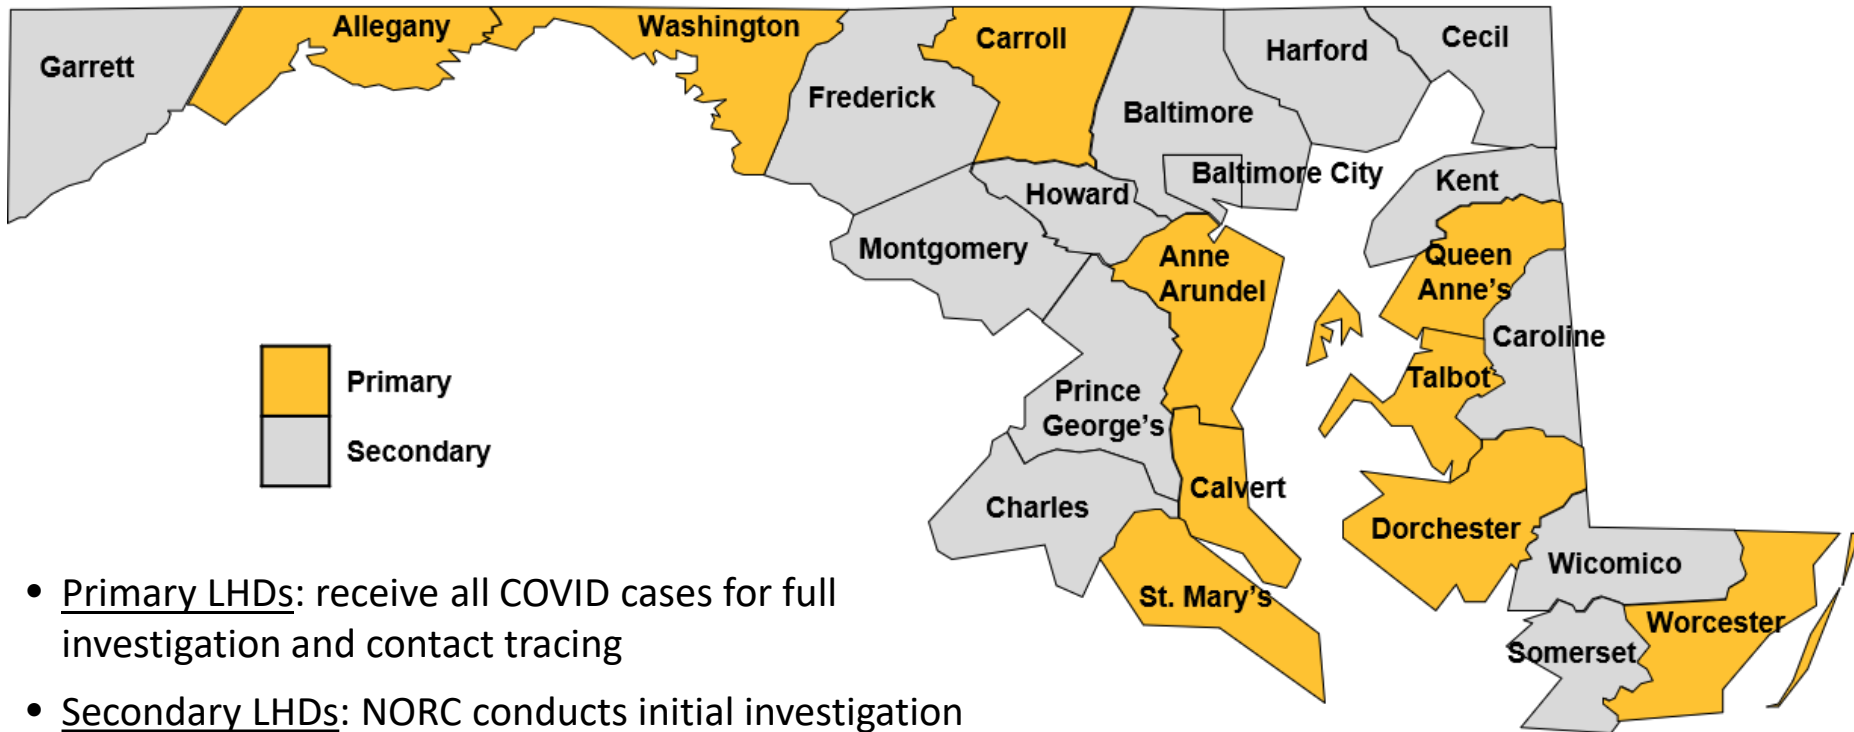 Garrett
Allegany
Washington
Frederick
Carroll
Baltimore
Harford
Cecil
Baltimore City
Kent
Howard
Montgomery
Anne
Arundel
Queen
Anne's
Caroline
Talbot
Prince
George's
Calvert
Charles
St. Mary's
Dorchester
Wicomico
Worcester
Somerset
Primary
Secondary
• Primary LHDs: receive all COVID cases for full
investigation and contact tracing
• Secondary LHDs: NORC conducts initial investigation